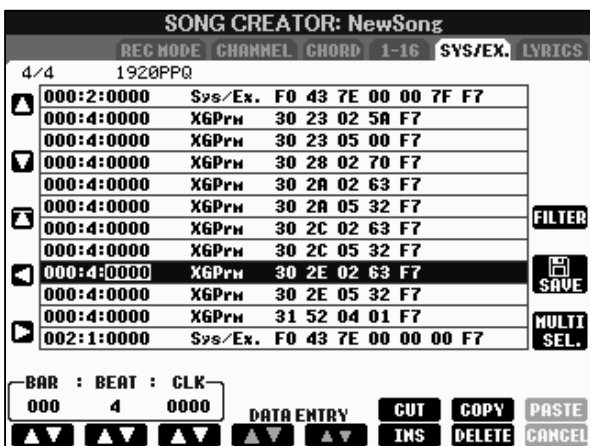 SONG CREATOR: NewSong
REC MODE CHANNEL CHORD 1-16 SYS/EX. LYRICS
4/4 1920PPQ
000:2:0000 Sys/Ex. F0 43 7E 00 00 7F F7
000:4:0000 XGPrm 30 23 02 5A F7
000:4:0000 XGPrm 30 23 05 00 F7
000:4:0000 XGPrm 30 28 02 70 F7
000:4:0000 XGPrm 30 2A 02 63 F7
000:4:0000 XGPrm 30 2A 05 32 F7
000:4:0000 XGPrm 30 2C 02 63 F7
000:4:0000 XGPrm 30 2C 05 32 F7
000:4:0000 XGPrm 30 2E 02 63 F7
000:4:0000 XGPrm 30 2E 05 32 F7
000:4:0000 XGPrm 31 52 04 01 F7
002:1:0000 Sys/Ex. F0 43 7E 00 00 00 F7
FILTER
SAVE
MULTI
SEL.
BAR : BEAT : CLK
000 4 0000
DATA ENTRY
CUT COPY PASTE
INS DELETE CANCEL